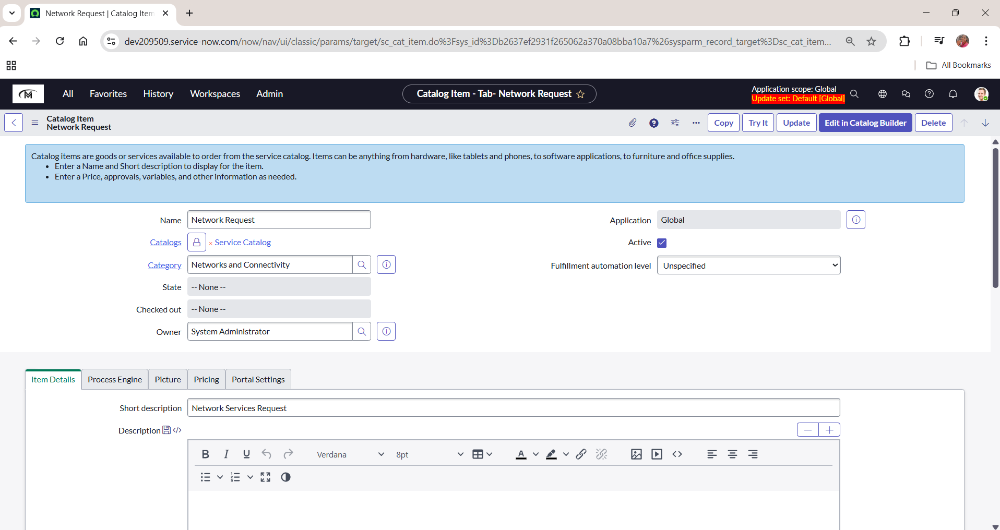 Network Request | Catalog Item
dev209509.service-now.com/now/nav/ui/classic/params/target/sc_cat_item.do%3Fsys_id%3Db2637ef2931f265062a370a08bba10a7%26sysparm_record_target%3Dsc_cat_item...
All Bookmarks
M
All
Favorites
History
Workspaces
Admin
Catalog Item - Tab- Network Request
Application scope: Global
Update set: Default [Global]
Catalog Item
Network Request
Copy
Try It
Update
Edit in Catalog Builder
Delete
Catalog items are goods or services available to order from the service catalog. Items can be anything from hardware, like tablets and phones, to software applications, to furniture and office supplies.
• Enter a Name and Short description to display for the item.
• Enter a Price, approvals, variables, and other information as needed.
Name
Network Request
Application
Global
Catalogs
× Service Catalog
Active
Category
Networks and Connectivity
Fulfillment automation level
Unspecified
State
-- None --
Checked out
-- None --
Owner
System Administrator
Item Details
Process Engine
Picture
Pricing
Portal Settings
Short description
Network Services Request
Description
Verdana
8pt